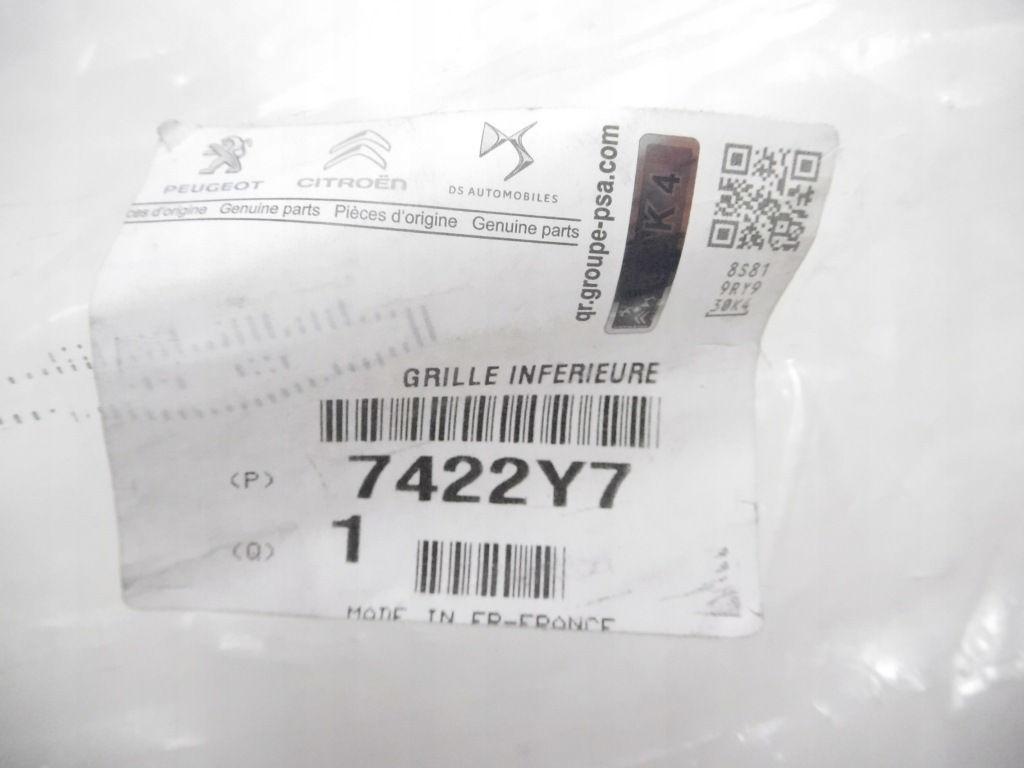 PEUGEOT CITROËN DS AUTOMOBILES
ces d'origine Genuine parts Pièces d'origine Genuine parts
qr.groupe-psa.com
K4
8S81
9RY9
30K4
GRILLE INFERIEURE
(P) 7422Y7
(Q) 1
MADE IN FR-FRANCE